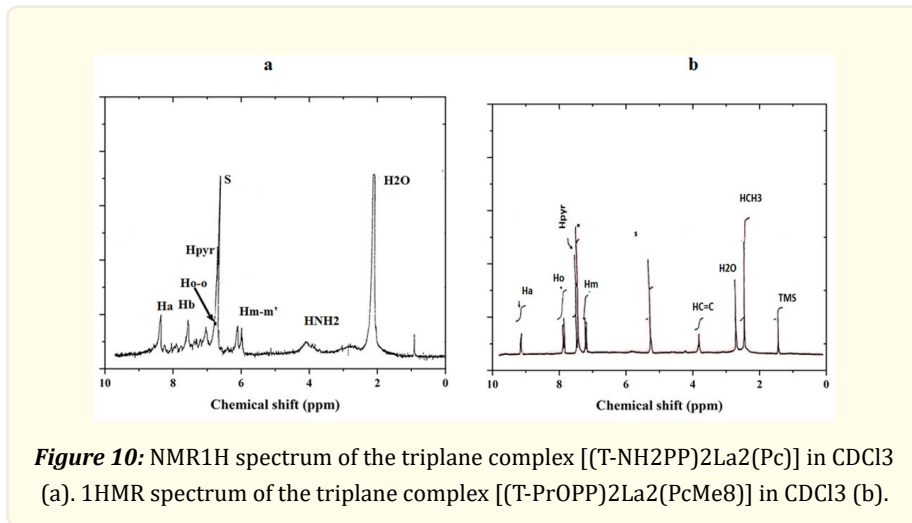 a
S
H2O
Hpyr
Ho-o
Ha
Hb
Hm-m'
HNH2
10
8
6
4
2
0
Chemical shift (ppm)
b
HCH3
Hpyr
s
Ha
Ho
Hm
H2O
HC=C
TMS
10
8
6
4
2
0
Chemical shift (ppm)
Figure 10: NMR1H spectrum of the triplane complex [(T-NH2PP)2La2(Pc)] in CDCl3
(a). 1HMR spectrum of the triplane complex [(T-PrOPP)2La2(PcMe8)] in CDCl3 (b).